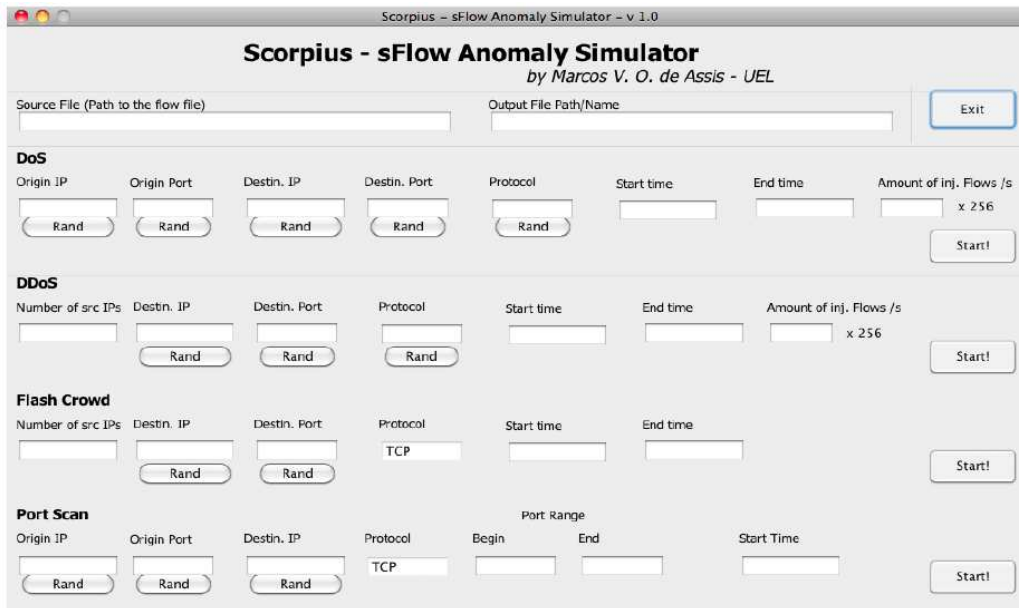 Scorpius - sFlow Anomaly Simulator - v 1.0
Scorpius - sFlow Anomaly Simulator
by Marcos V. O. de Assis - UEL
Source File (Path to the flow file) Output File Path/Name Exit
DoS
Origin IP Origin Port Destin. IP Destin. Port Protocol Start time End time Amount of inj. Flows /s
x 256
Rand Rand Rand Rand Rand
Start!
DDoS
Number of src IPs Destin. IP Destin. Port Protocol Start time End time Amount of inj. Flows /s
x 256
Rand Rand Rand Start!
Flash Crowd
Number of src IPs Destin. IP Destin. Port Protocol Start time End time
TCP
Rand Rand Start!
Port Scan Port Range
Origin IP Origin Port Destin. IP Protocol Begin End Start Time
TCP
Rand Rand Rand Start!